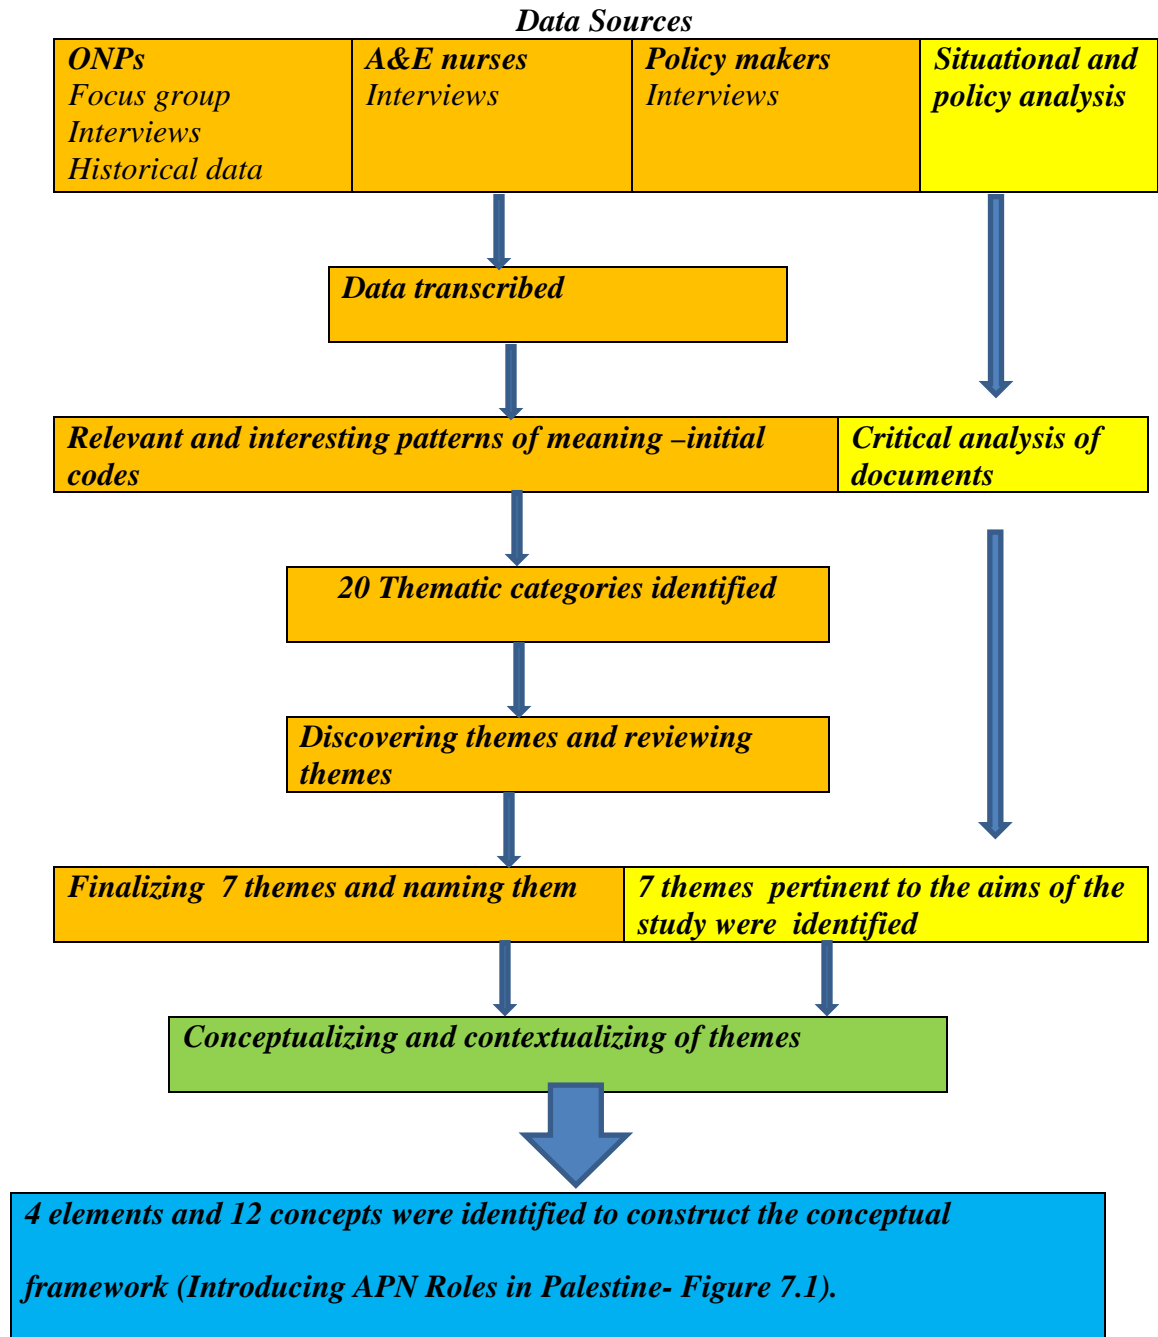 Data Sources
ONPs
Focus group
Interviews
Historical data
A&E nurses
Interviews
Policy makers
Interviews
Situational and
policy analysis
Data transcribed
Relevant and interesting patterns of meaning –initial
codes
Critical analysis of
documents
20 Thematic categories identified
Discovering themes and reviewing
themes
Finalizing 7 themes and naming them
7 themes pertinent to the aims of the
study were identified
Conceptualizing and contextualizing of themes
4 elements and 12 concepts were identified to construct the conceptual
framework (Introducing APN Roles in Palestine- Figure 7.1).